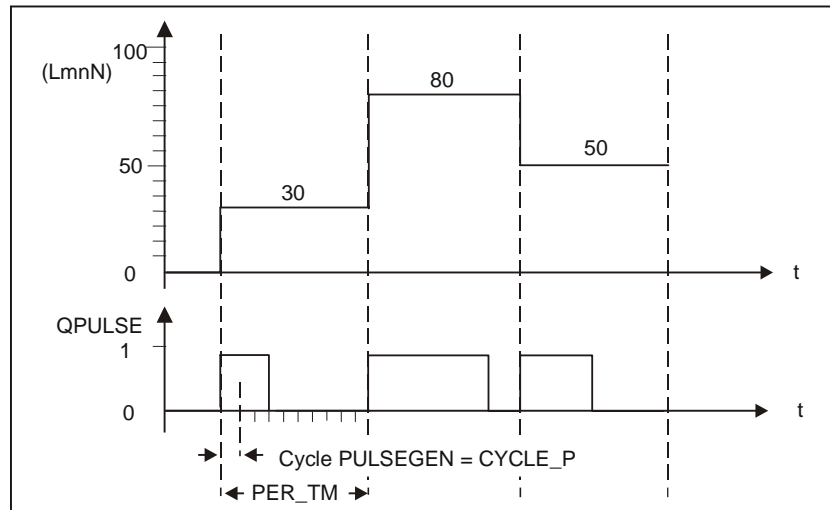 100
(LmnN)
80
50
50
30
0
t
QPULSE
1
0
t
Cycle PULSEGEN = CYCLE_P
PER_TM